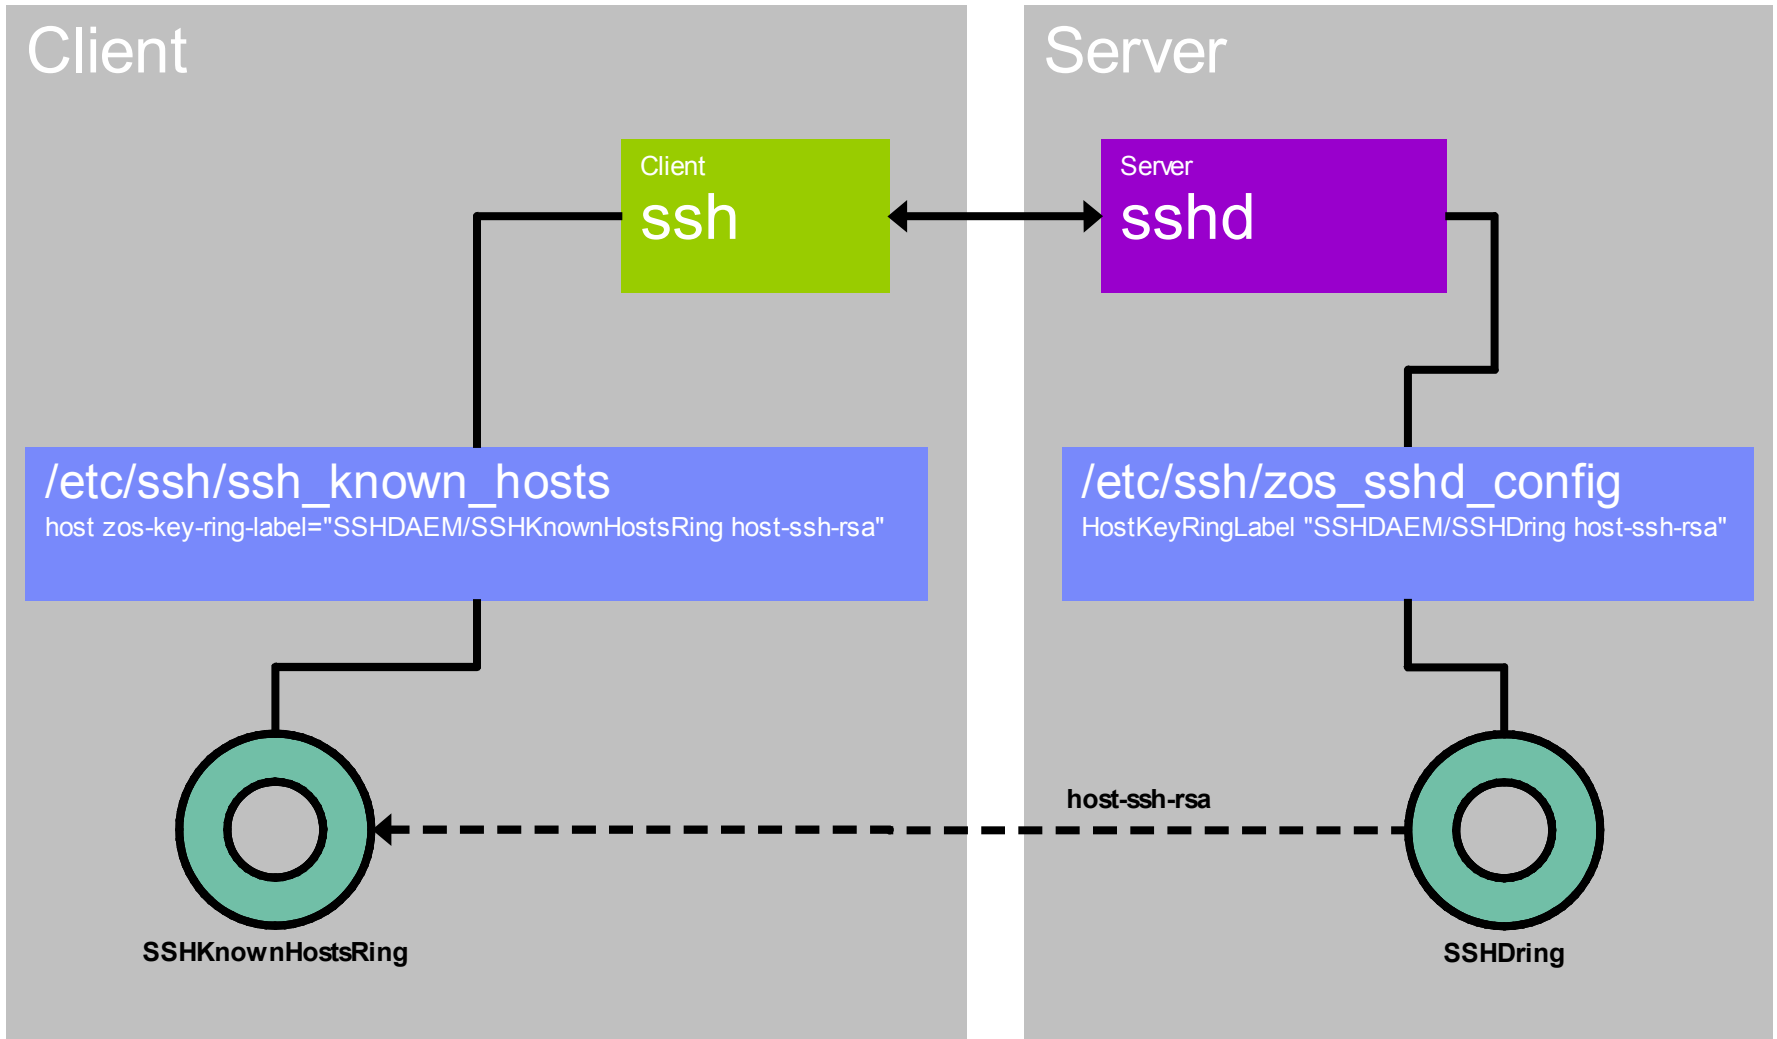 Client
Server
Client
ssh
Server
sshd
/etc/ssh/ssh_known_hosts
host zos-key-ring-label="SSHDAEM/SSHKnownHostsRing host-ssh-rsa"
/etc/ssh/zos_sshd_config
HostKeyRingLabel "SSHDAEM/SSHDring host-ssh-rsa"
host-ssh-rsa
SSHKnownHostsRing
SSHDring